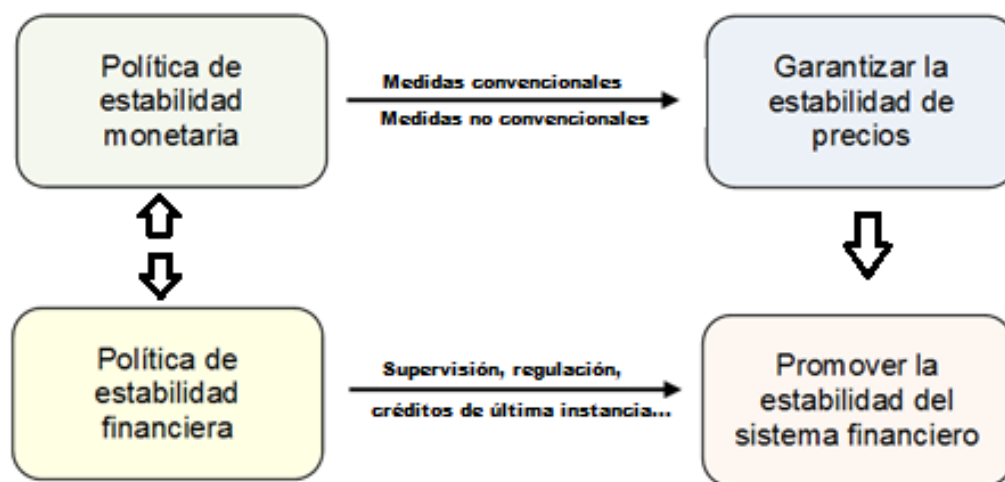 Política de
estabilidad
monetaria
Medidas convencionales
Medidas no convencionales
Garantizar la
estabilidad de
precios
Política de
estabilidad
financiera
Supervisión, regulación,
créditos de última instancia...
Promover la
estabilidad del
sistema financiero